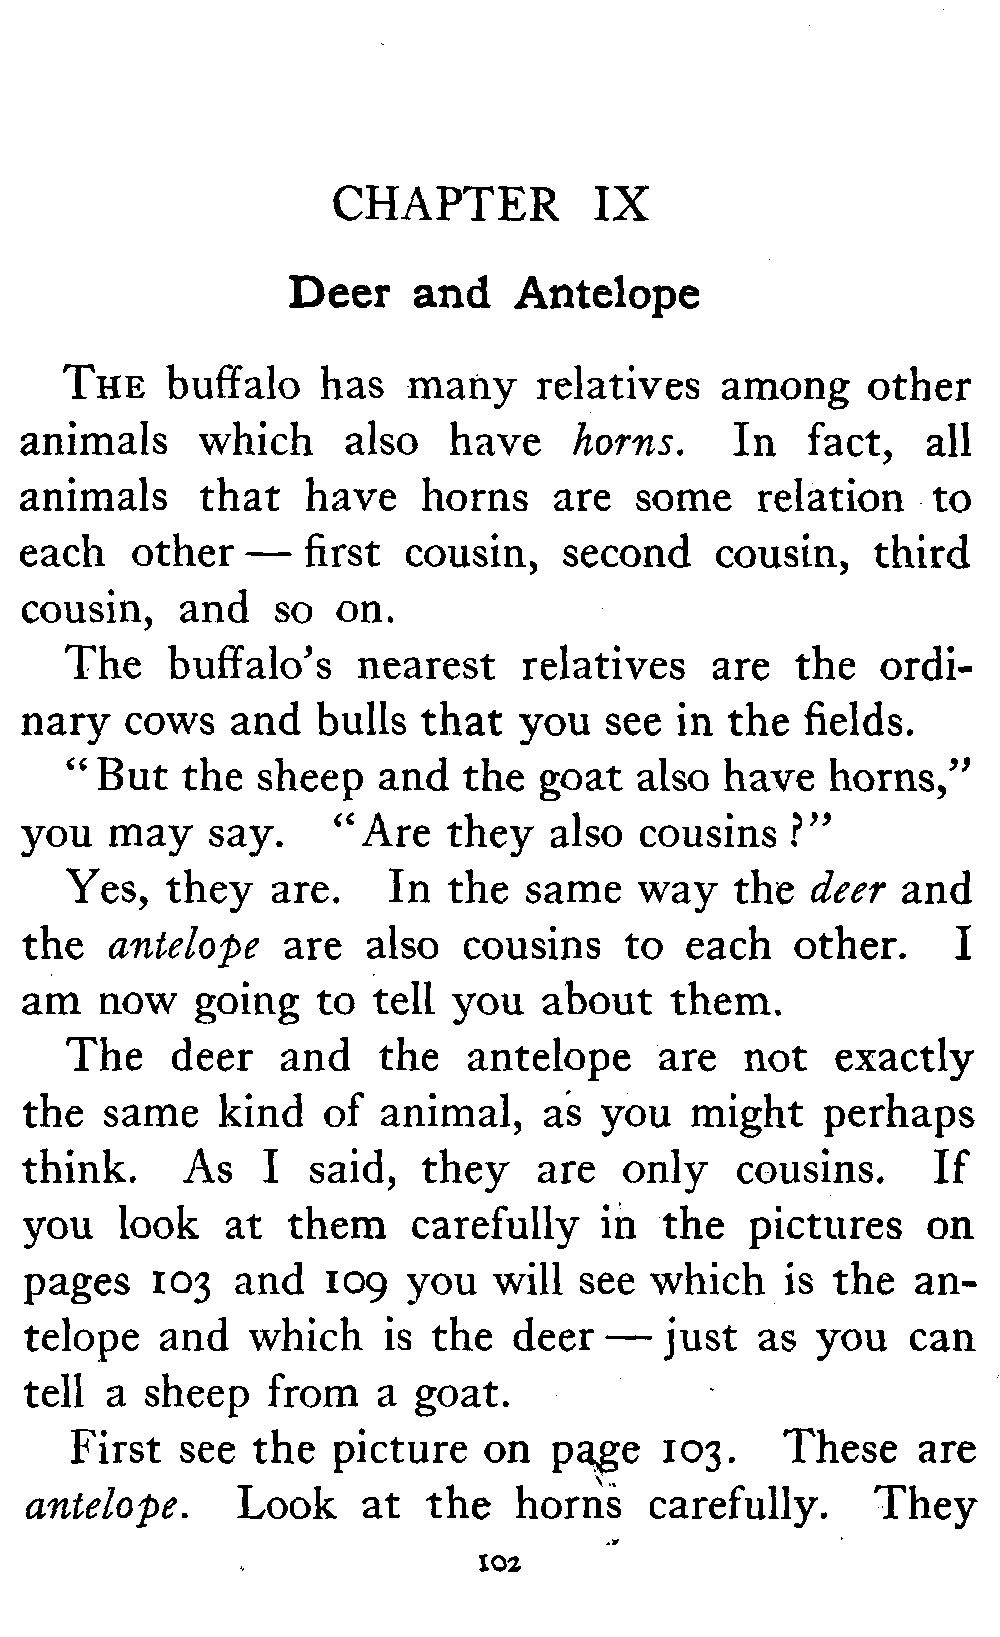 CHAPTER IX
Deer and Antelope
THE buffalo has many relatives among other
animals which also have horns. In fact, all
animals that have horns are some relation to
each other — first cousin, second cousin, third
cousin, and so on.
The buffalo's nearest relatives are the ordi-
nary cows and bulls that you see in the fields.
"But the sheep and the goat also have horns,"
you may say. "Are they also cousins?"
Yes, they are. In the same way the deer and
the antelope are also cousins to each other. I
am now going to tell you about them.
The deer and the antelope are not exactly
the same kind of animal, as you might perhaps
think. As I said, they are only cousins. If
you look at them carefully in the pictures on
pages 103 and 109 you will see which is the an-
telope and which is the deer — just as you can
tell a sheep from a goat.
First see the picture on page 103. These are
antelope. Look at the horns carefully. They
102